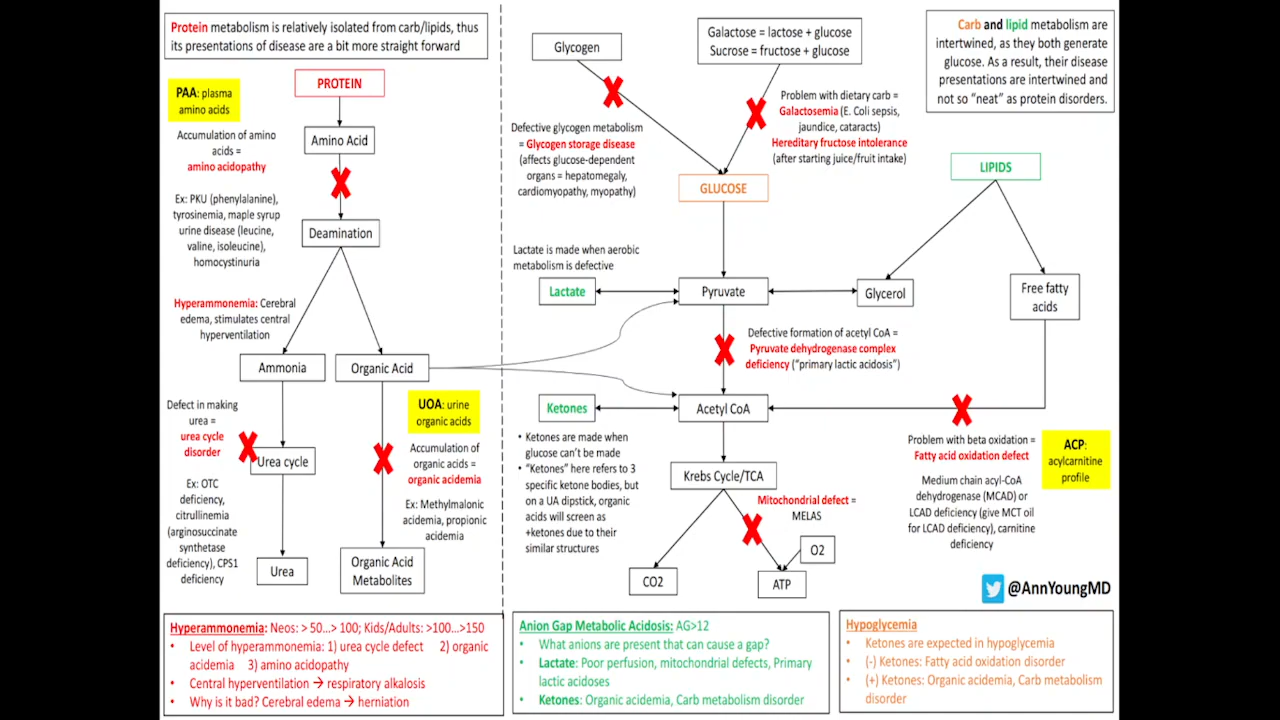 Protein metabolism is relatively isolated from carb/lipids, thus
its presentations of disease are a bit more straight forward
PAA: plasma
amino acids
PROTEIN
Accumulation of amino
acids =
amino acidopathy
Amino Acid
Ex: PKU (phenylalanine),
tyrosinemia, maple syrup
urine disease (leucine,
valine, isoleucine),
homocystinuria
Deamination
Hyperammonemia: Cerebral
edema, stimulates central
hyperventilation
Ammonia
Organic Acid
Defect in making
urea =
urea cycle
disorder
Urea cycle
Ex: OTC
deficiency,
citrullinemia
(arginosuccinate
synthetase
deficiency), CPS1
deficiency
Urea
UOA: urine
organic acids
Accumulation of
organic acids =
organic acidemia
Ex: Methylmalonic
acidemia, propionic
acidemia
Organic Acid
Metabolites
Glycogen
Galactose = lactose + glucose
Sucrose = fructose + glucose
Carb and lipid metabolism are
intertwined, as they both generate
glucose. As a result, their disease
presentations are intertwined and
not so “neat” as protein disorders.
Defective glycogen metabolism
= Glycogen storage disease
(affects glucose-dependent
organs = hepatomegaly,
cardiomyopathy, myopathy)
Problem with dietary carb =
Galactosemia (E. Coli sepsis,
jaundice, cataracts)
Hereditary fructose intolerance
(after starting juice/fruit intake)
GLUCOSE
LIPIDS
Lactate is made when aerobic
metabolism is defective
Lactate
Pyruvate
Glycerol
Free fatty
acids
Defective formation of acetyl CoA =
Pyruvate dehydrogenase complex
deficiency (“primary lactic acidosis”)
Ketones
Acetyl CoA
• Ketones are made when
glucose can’t be made
• “Ketones” here refers to 3
specific ketone bodies, but
on a UA dipstick, organic
acids will screen as
+ketones due to their
similar structures
Krebs Cycle/TCA
Mitochondrial defect =
MELAS
O2
CO2
ATP
Problem with beta oxidation =
Fatty acid oxidation defect
Medium chain acyl-CoA
dehydrogenase (MCAD) or
LCAD deficiency (give MCT oil
for LCAD deficiency), carnitine
deficiency
ACP:
acylcarnitine
profile
@AnnYoungMD
Hyperammonemia: Neos: > 50...> 100; Kids/Adults: >100...>150
• Level of hyperammonemia: 1) urea cycle defect 2) organic
acidemia 3) amino acidopathy
• Central hyperventilation → respiratory alkalosis
• Why is it bad? Cerebral edema → herniation
Anion Gap Metabolic Acidosis: AG>12
• What anions are present that can cause a gap?
• Lactate: Poor perfusion, mitochondrial defects, Primary
lactic acidoses
• Ketones: Organic acidemia, Carb metabolism disorder
Hypoglycemia
• Ketones are expected in hypoglycemia
• (-) Ketones: Fatty acid oxidation disorder
• (+) Ketones: Organic acidemia, Carb metabolism
disorder